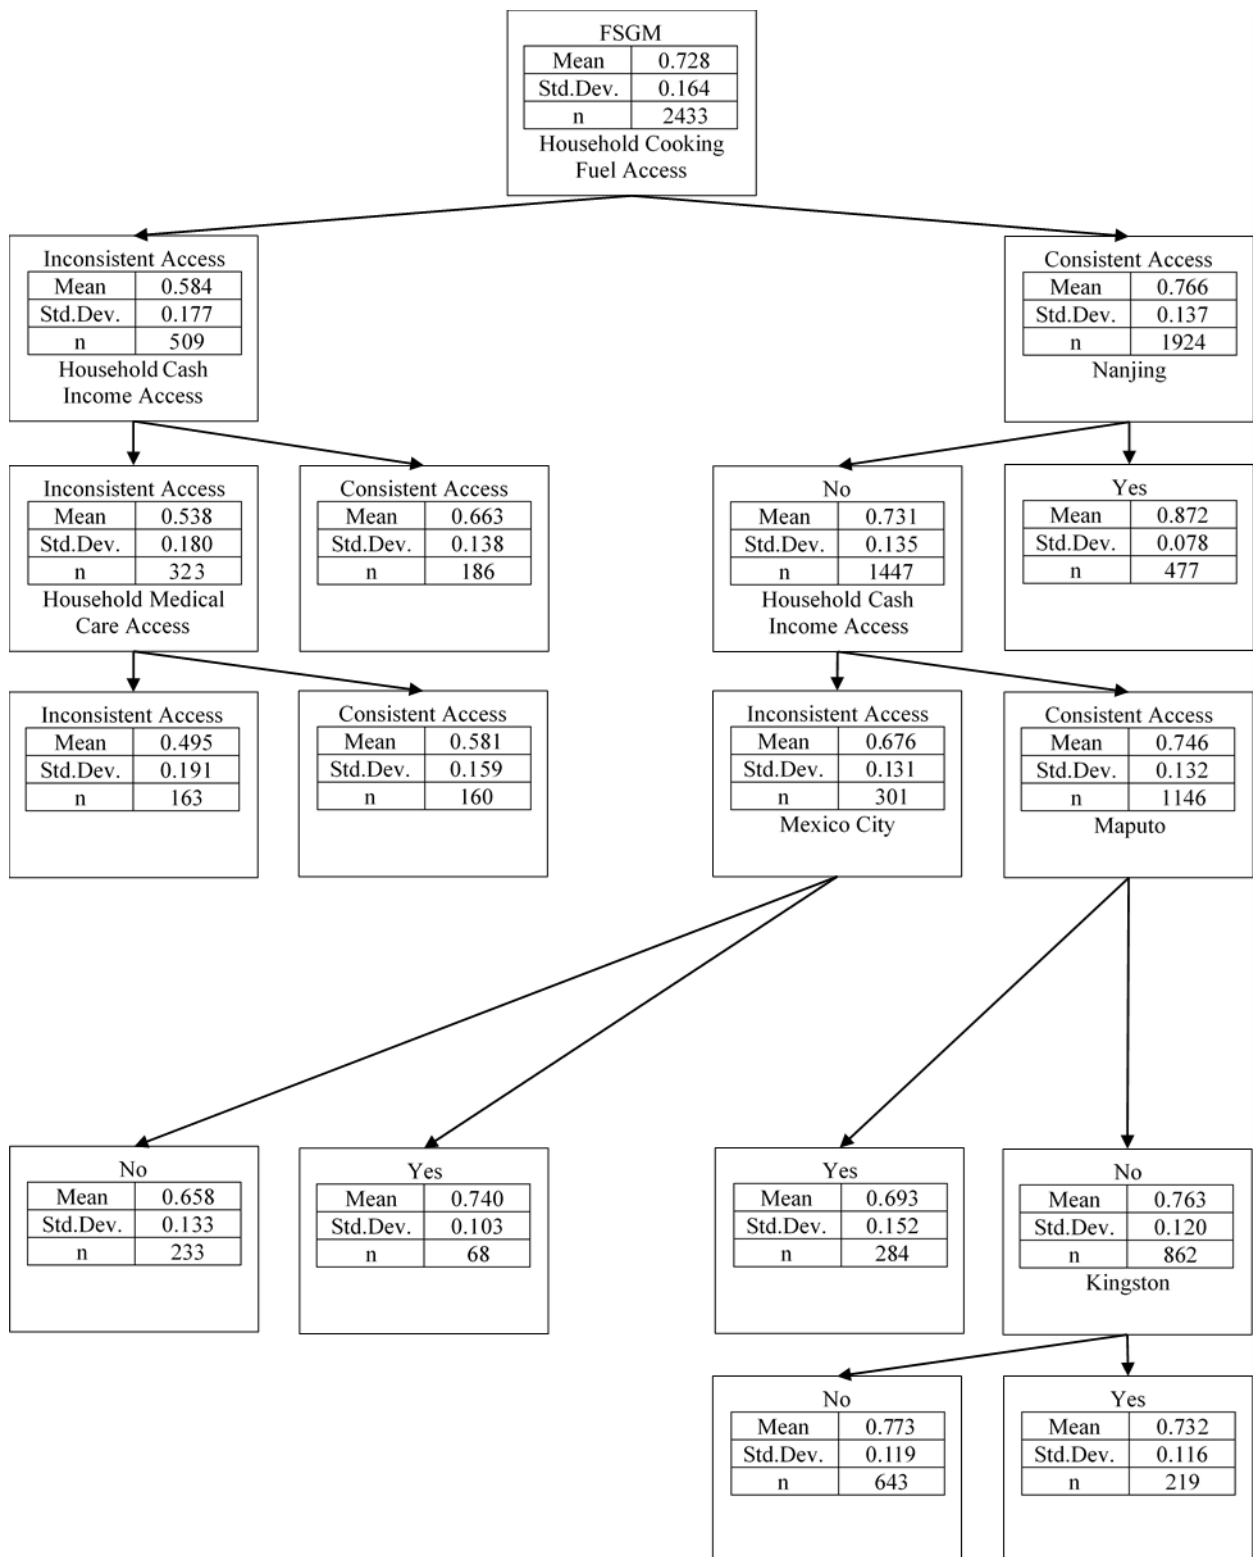 FSGM
Mean 0.728
Std.Dev. 0.164
n 2433
Household Cooking
Fuel Access
Inconsistent Access
Mean 0.584
Std.Dev. 0.177
n 509
Household Cash
Income Access
Consistent Access
Mean 0.766
Std.Dev. 0.137
n 1924
Nanjing
Inconsistent Access
Mean 0.538
Std.Dev. 0.180
n 323
Household Medical
Care Access
Consistent Access
Mean 0.663
Std.Dev. 0.138
n 186
No
Mean 0.731
Std.Dev. 0.135
n 1447
Household Cash
Income Access
Yes
Mean 0.872
Std.Dev. 0.078
n 477
Inconsistent Access
Mean 0.495
Std.Dev. 0.191
n 163
Consistent Access
Mean 0.581
Std.Dev. 0.159
n 160
Inconsistent Access
Mean 0.676
Std.Dev. 0.131
n 301
Mexico City
Consistent Access
Mean 0.746
Std.Dev. 0.132
n 1146
Maputo
No
Mean 0.658
Std.Dev. 0.133
n 233
Yes
Mean 0.740
Std.Dev. 0.103
n 68
Yes
Mean 0.693
Std.Dev. 0.152
n 284
No
Mean 0.763
Std.Dev. 0.120
n 862
Kingston
No
Mean 0.773
Std.Dev. 0.119
n 643
Yes
Mean 0.732
Std.Dev. 0.116
n 219